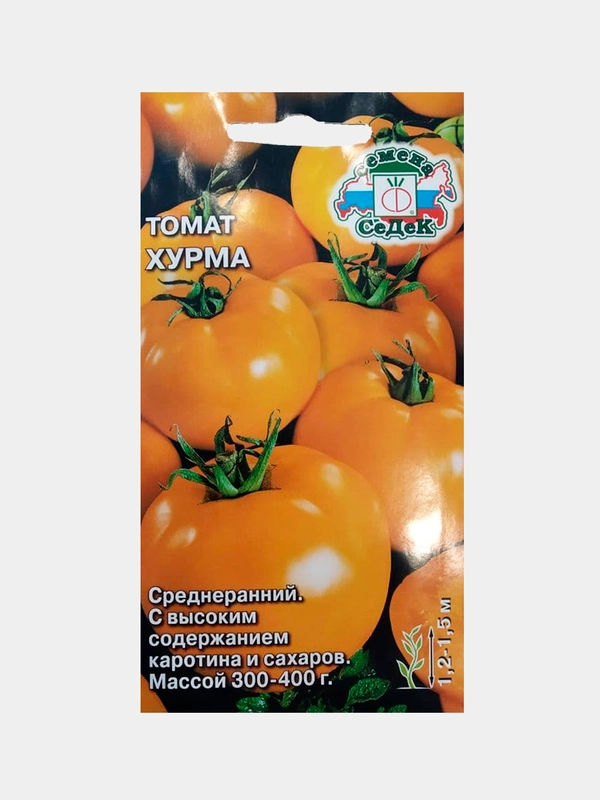 Семена
СеДеК
ТОМАТ
ХУРМА
Среднеранний.
С высоким
содержанием
каротина и сахаров.
Массой 300-400 г.
1,2-1,5 м